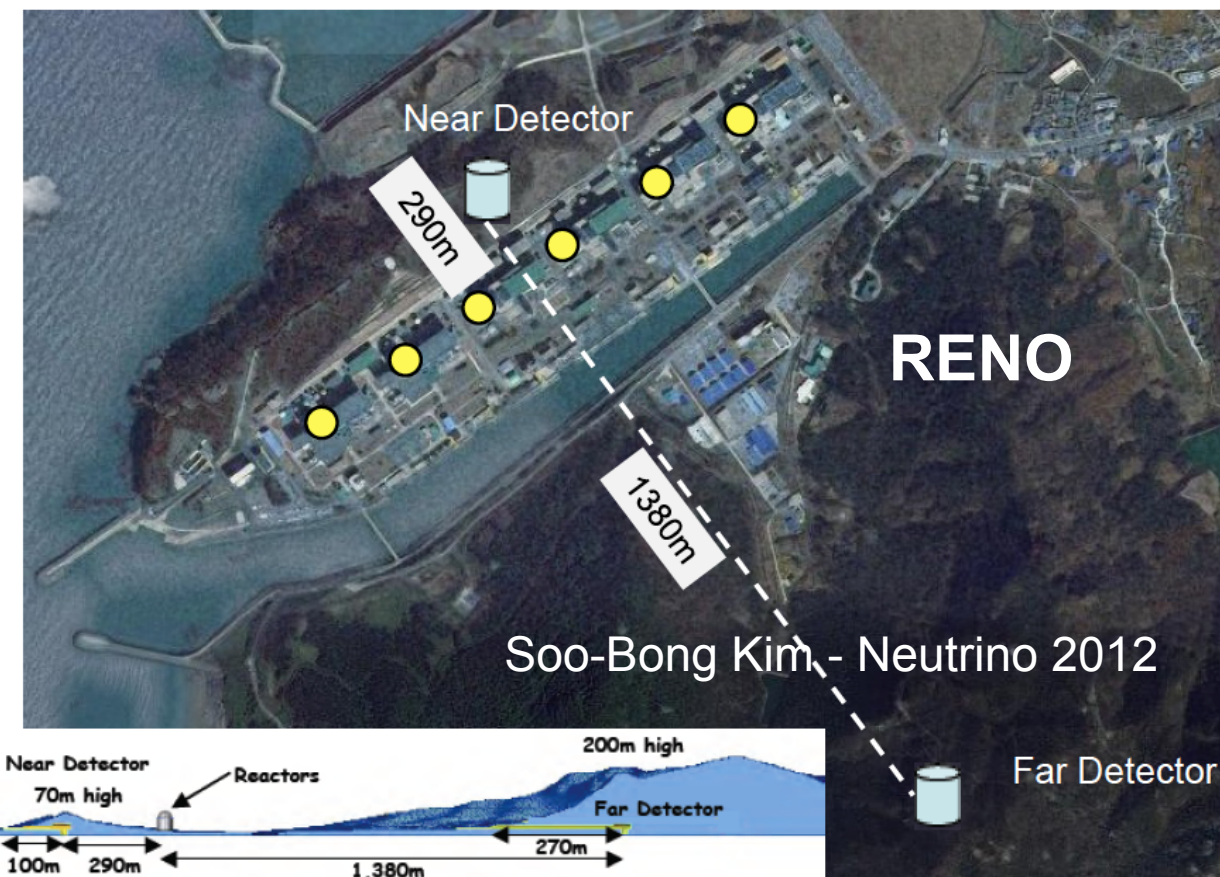 Near Detector
290m
RENO
1380m
Soo-Bong Kim - Neutrino 2012
Far Detector
200m high
Near Detector
Reactors
70m high
Far Detector
270m
100m
290m
1,380m